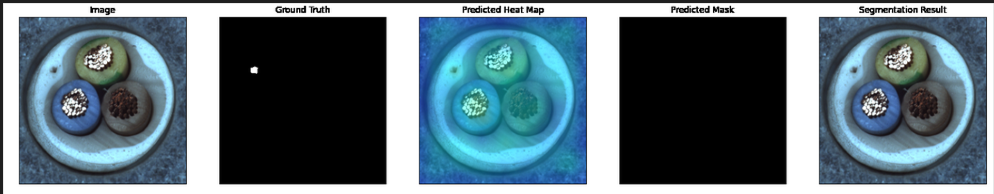 Image
Ground Truth
Predicted Heat Map
Predicted Mask
Segmentation Result